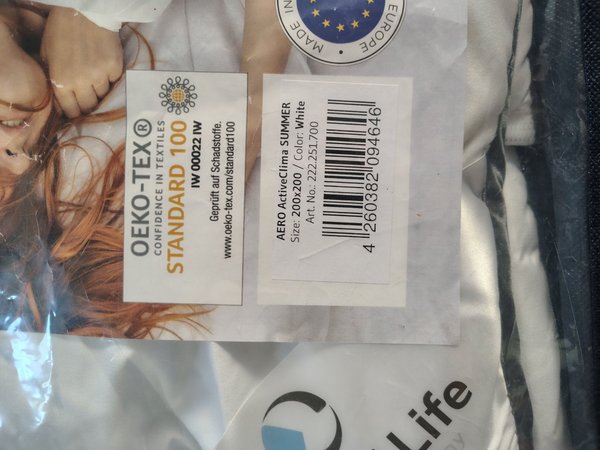 MADE IN
EUROPE
OEKO-TEX®
CONFIDENCE IN TEXTILES
STANDARD 100
IW 00022 IW
Geprüft auf Schadstoffe.
www.oeko-tex.com/standard100
AERO ActiveClima SUMMER
Size: 200x200 / Color: White
Art. No.: 222.251.700
4 260382 094646
Life